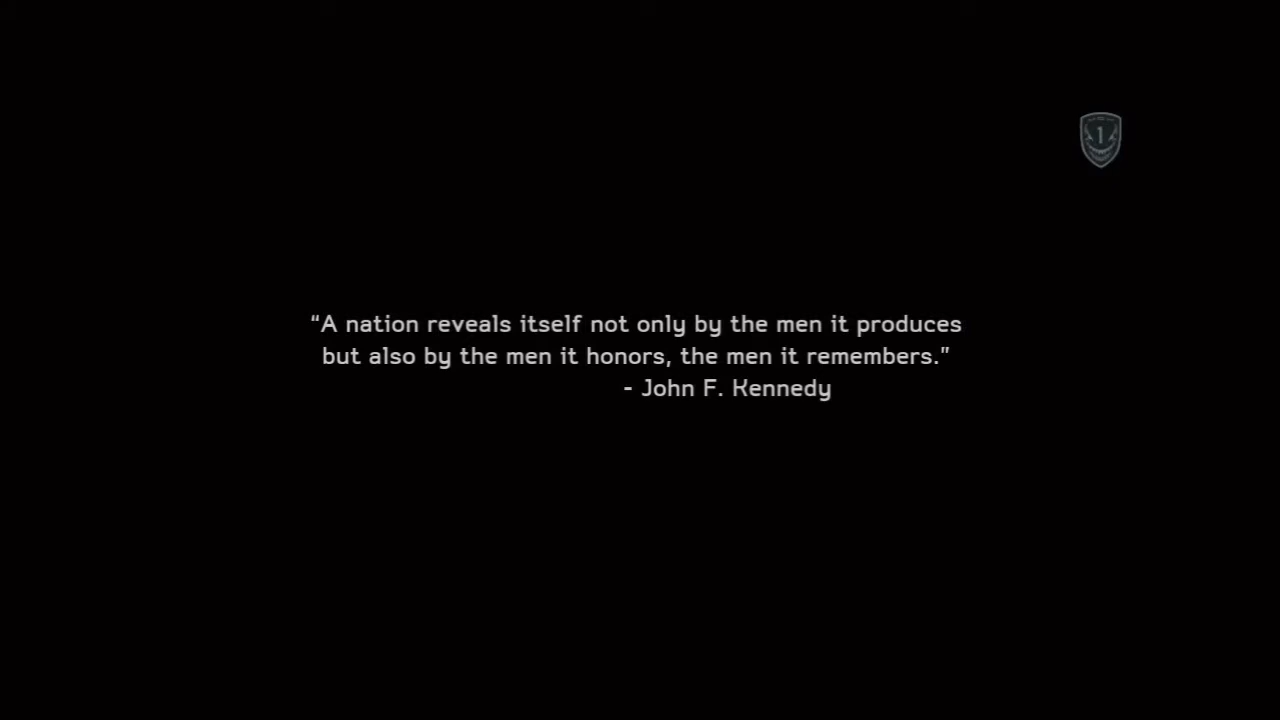 1
“A nation reveals itself not only by the men it produces
but also by the men it honors, the men it remembers.”
- John F. Kennedy